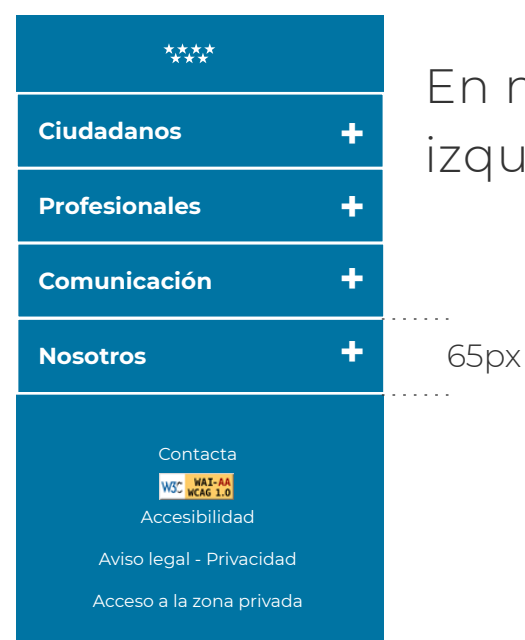 En
izqu
Ciudadanos +
Profesionales +
Comunicación +
Nosotros +
65px
Contacta
W3C WAI-AA
WCAG 1.0
Accesibilidad
Aviso legal - Privacidad
Acceso a la zona privada